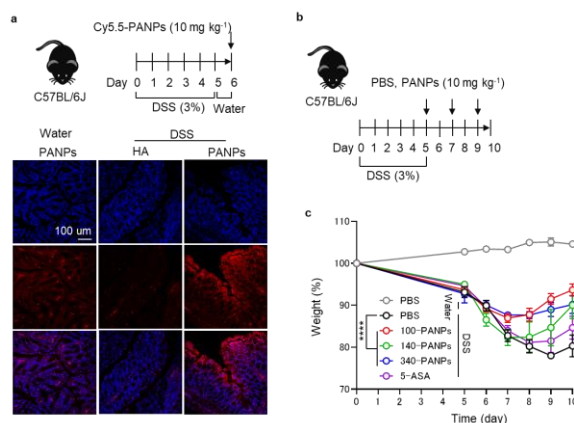 a
Cy5.5-PANPs (10 mg kg-1)
C57BL/6J
Day 0 1 2 3 4 5 6
DSS (3%) Water
Water DSS
PANPs HA PANPs
100 um
b
PBS, PANPs (10 mg kg-1)
C57BL/6J
Day 0 1 2 3 4 5 6 7 8 9 10
DSS (3%)
c
110
100
90
80
70
Weight (%)
PBS
Water
PBS
100-PANPs
140-PANPs
340-PANPs
5-ASA
DSS
****
0 1 2 3 4 5 6 7 8 9 10
Time (day)